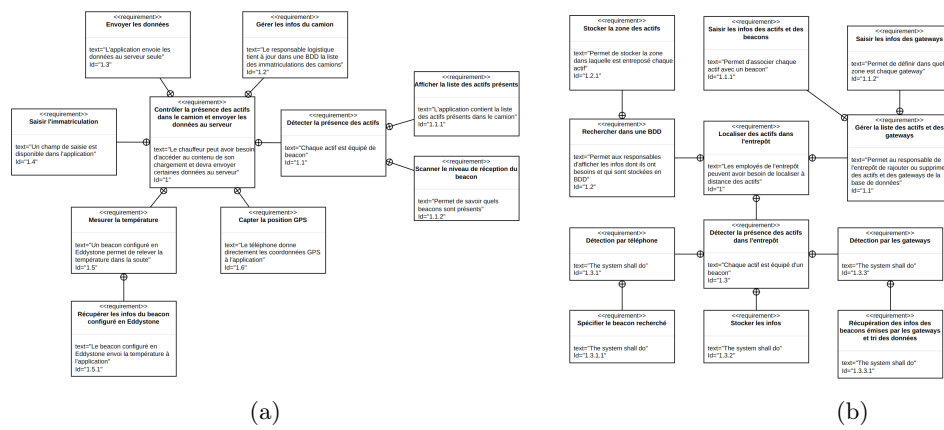 <<requirement>>
Envoyer les données
text="L'application envoie les
données au serveur seule"
Id="1.3"
<<requirement>>
Gérer les infos du camion
text="Le responsable logistique
tient à jour dans une BDD la liste
des immatriculations des camions"
Id="1.2"
<<requirement>>
Afficher la liste des actifs présents
text="L'application contient la liste
des actifs présents dans le camion"
Id="1.1.1"
<<requirement>>
Saisir l'immatriculation
text="Un champ de saisie est
disponible dans l'application"
Id="1.4"
<<requirement>>
Contrôler la présence des actifs
dans le camion et envoyer les
données au serveur
text="Le chauffeur peut avoir besoin
d'accéder au contenu de son
chargement et devra envoyer
certaines données au serveur"
Id="1"
<<requirement>>
Détecter la présence des actifs
text="Chaque actif est équipé de
beacon"
Id="1.1"
<<requirement>>
Scanner le niveau de réception du
beacon
text="Permet de savoir quels
beacons sont présents"
Id="1.1.2"
<<requirement>>
Mesurer la température
text="Un beacon configuré en
Eddystone permet de relever la
température dans la soute"
Id="1.5"
<<requirement>>
Capter la position GPS
text="Le téléphone donne
directement les coordonnées GPS
à l'application"
Id="1.6"
<<requirement>>
Récupérer les infos du beacon
configuré en Eddystone
text="Le beacon configuré en
Eddystone envoi la température à
l'application"
Id="1.5.1"
(a)
<<requirement>>
Stocker la zone des actifs
text="Permet de stocker la zone
dans laquelle est entreposé chaque
actif"
Id="1.2.1"
<<requirement>>
Saisir les infos des actifs et des
beacons
text="Permet d'associer chaque
actif avec un beacon"
Id="1.1.1"
<<requirement>>
Saisir les infos des gateways
text="Permet de définir dans quel
zone est chaque gateway"
Id="1.1.2"
<<requirement>>
Rechercher dans une BDD
text="Permet aux responsables
d'afficher les infos dont ils ont
besoins et qui sont stockées en
BDD"
Id="1.2"
<<requirement>>
Localiser des actifs dans
l'entrepôt
text="Les employés de l'entrepôt
peuvent avoir besoin de localiser à
distance des actifs"
Id="1"
<<requirement>>
Gérer la liste des actifs et des
gateways
text="Permet au responsable de
l'entrepôt de rajouter ou supprime
des actifs et des gateways de la
base de données"
Id="1.1"
<<requirement>>
Détection par téléphone
text="The system shall do"
Id="1.3.1"
<<requirement>>
Détecter la présence des actifs
dans l'entrepôt
text="Chaque actif est équipé d'un
beacon"
Id="1.3"
<<requirement>>
Détection par les gateways
text="The system shall do"
Id="1.3.3"
<<requirement>>
Spécifier le beacon recherché
text="The system shall do"
Id="1.3.1.1"
<<requirement>>
Stocker les infos
text="The system shall do"
Id="1.3.2"
<<requirement>>
Récupération des infos des
beacons émises par les gateways
et tri des données
text="The system shall do"
Id="1.3.3.1"
(b)